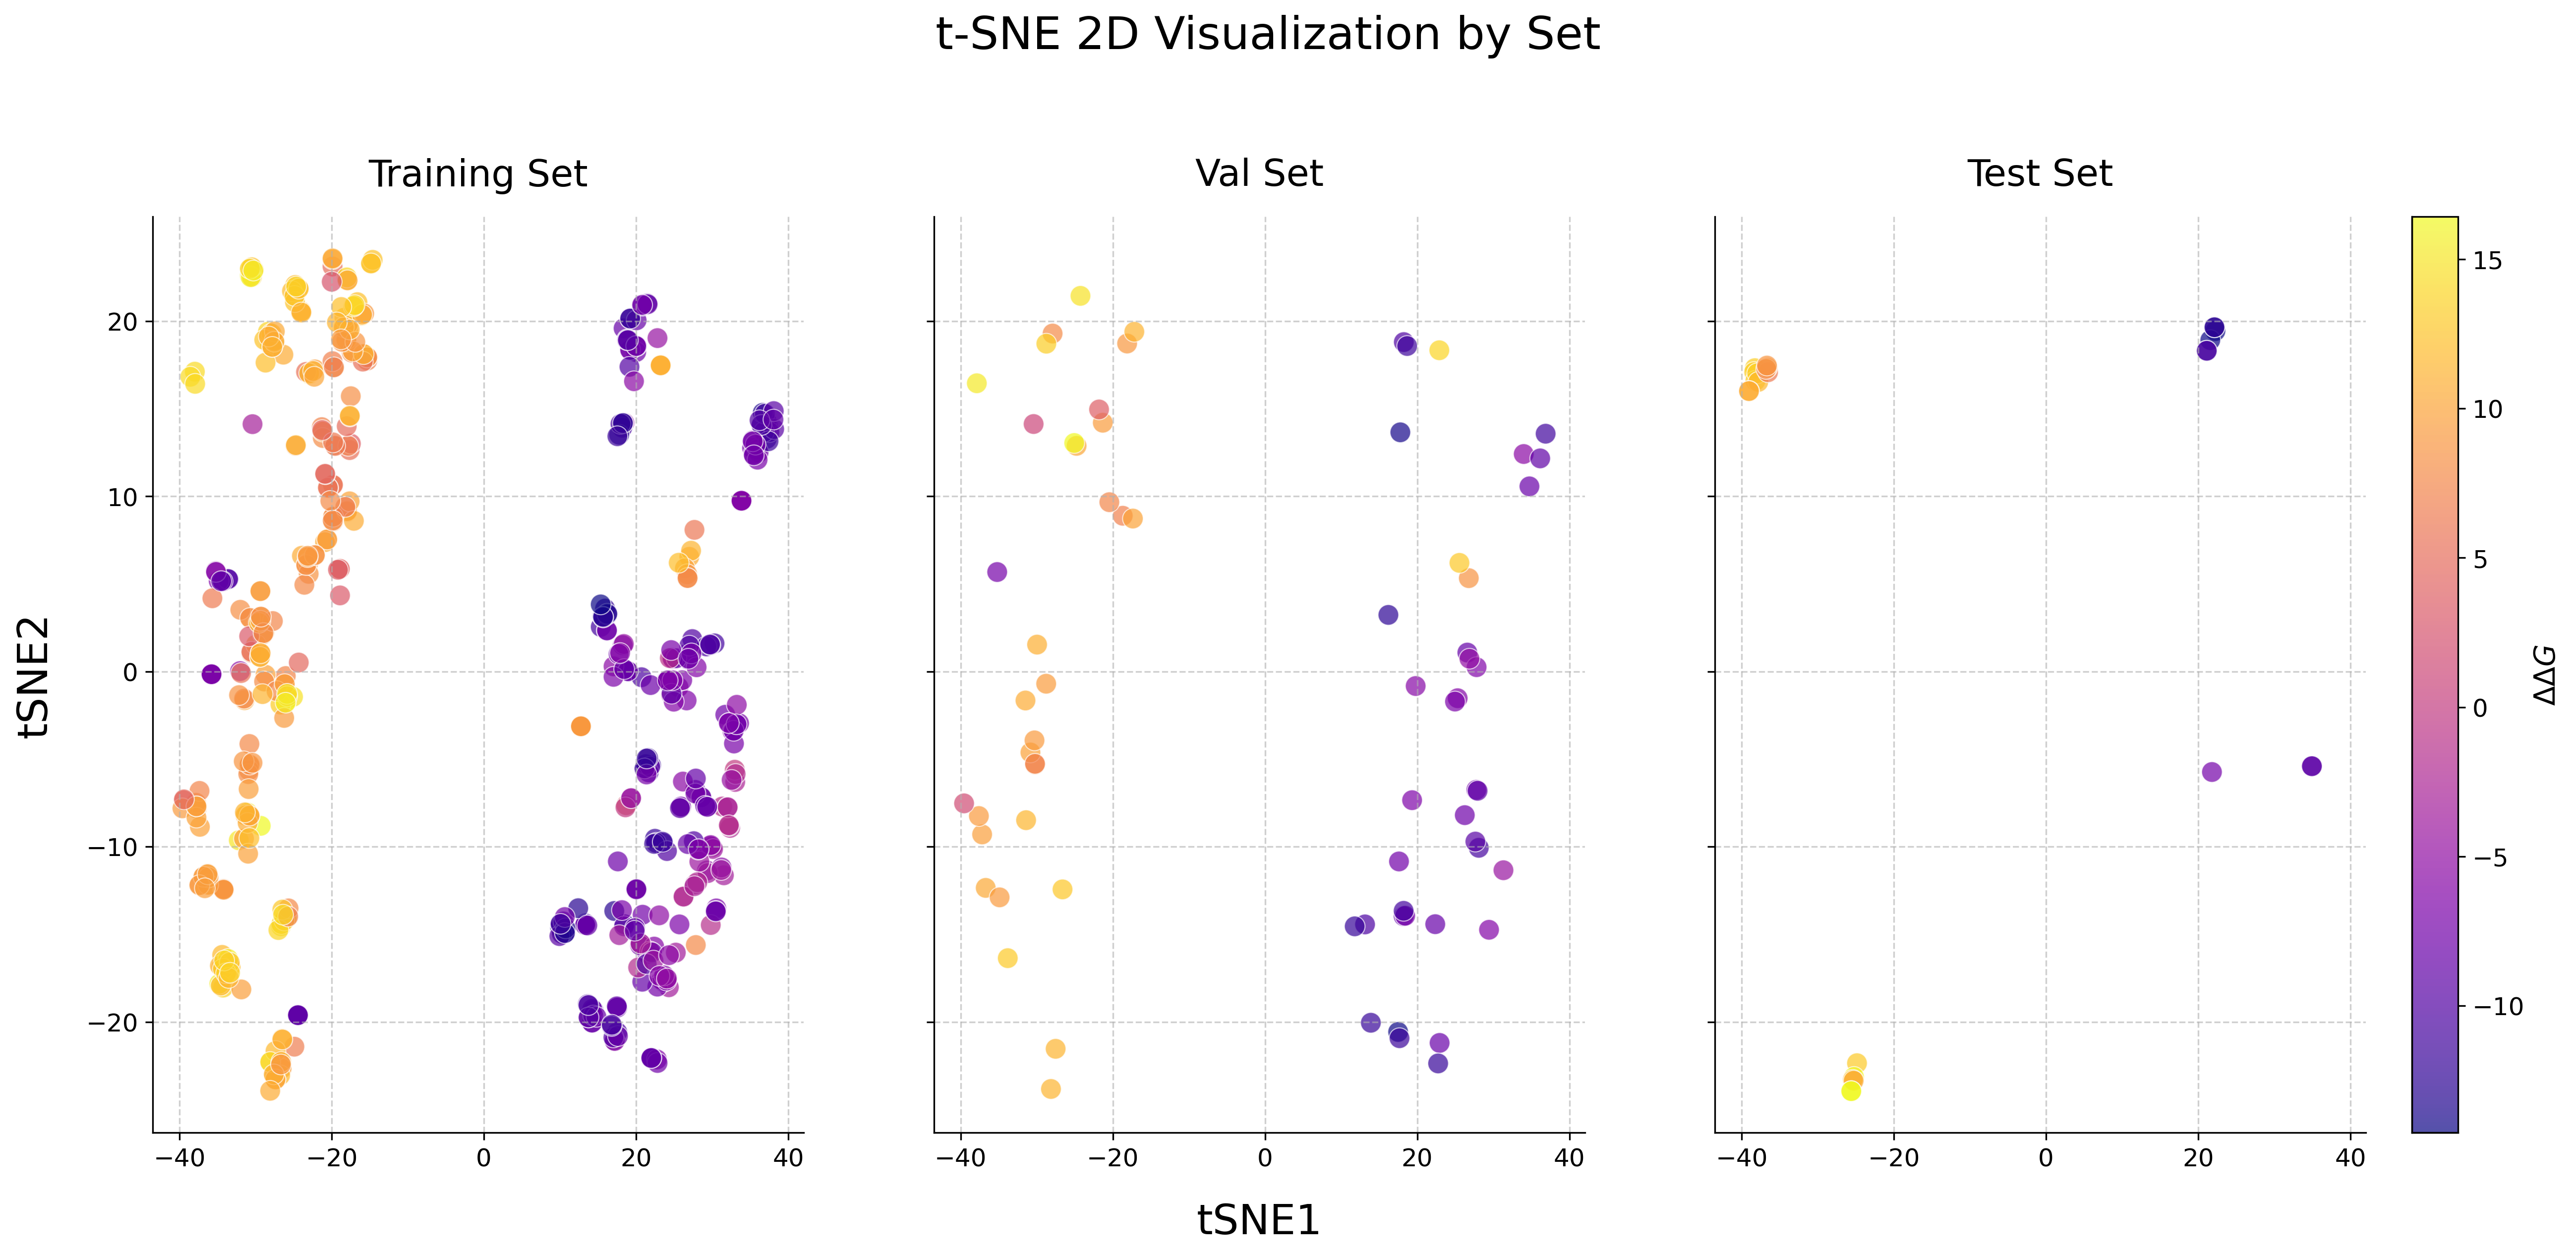 t-SNE 2D Visualization by Set
Training Set
Val Set
Test Set
tSNE2
20
10
0
−10
−20
−40 −20 0 20 40
−40 −20 0 20 40
−40 −20 0 20 40
tSNE1
15
10
5
0
−5
−10
ΔΔG